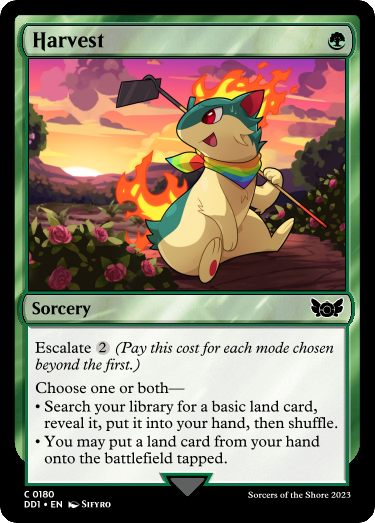 Harvest
Sorcery
Escalate 2 (Pay this cost for each mode chosen
beyond the first.)
Choose one or both—
• Search your library for a basic land card,
reveal it, put it into your hand, then shuffle.
• You may put a land card from your hand
onto the battlefield tapped.
C 0180
DD1 • EN Sifyro
Sorcers of the Shore 2023